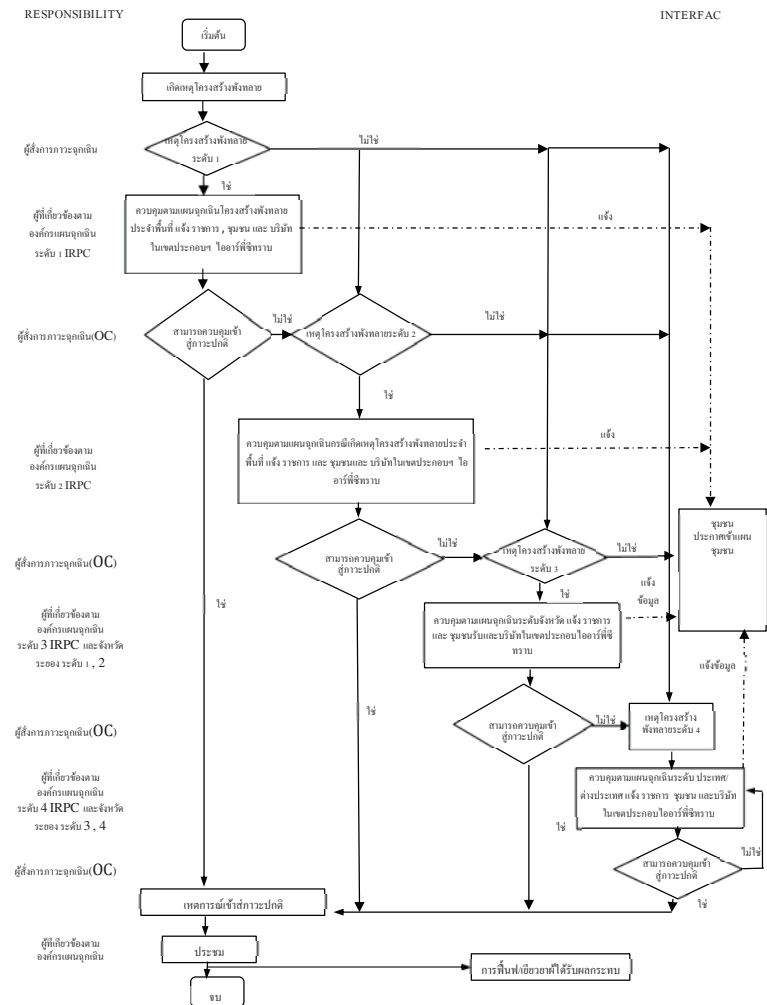 RESPONSIBILITY
INTERFAC
เริ่มต้น
เกิดเหตุโครงสร้างพังทลาย
ผู้สั่งการภาวะฉุกเฉิน
เหตุโครงสร้างพังทลาย
ระดับ 1
ไม่ใช่
ใช่
ผู้ที่เกี่ยวข้องตาม
องค์กรแผนฉุกเฉิน
ระดับ 1 IRPC
ควบคุมตามแผนฉุกเฉินโครงสร้างพังทลาย
ประจำพื้นที่ แจ้ง ราชการ , ชุมชน และ บริษัท
ในเขตประกอบฯ ไออาร์พีซีทราบ
แจ้ง
ผู้สั่งการภาวะฉุกเฉิน(OC)
สามารถควบคุมเข้า
สู่ภาวะปกติ
ไม่ใช่
เหตุโครงสร้างพังทลายระดับ 2
ไม่ใช่
ใช่
ผู้ที่เกี่ยวข้องตาม
องค์กรแผนฉุกเฉิน
ระดับ 2 IRPC
ควบคุมตามแผนฉุกเฉินกรณีเกิดเหตุโครงสร้างพังทลายประจำ
พื้นที่ แจ้ง ราชการ และ ชุมชนและ บริษัทในเขตประกอบฯ ไอ
อาร์พีซีทราบ
แจ้ง
ชุมชน
ประกาศเข้าแผน
ชุมชน
ผู้สั่งการภาวะฉุกเฉิน(OC)
สามารถควบคุมเข้า
สู่ภาวะปกติ
ไม่ใช่
เหตุโครงสร้างพังทลาย
ระดับ 3
ไม่ใช่
ใช่
ใช่
แจ้ง
ข้อมูล
ผู้ที่เกี่ยวข้องตาม
องค์กรแผนฉุกเฉิน
ระดับ 3 IRPC และจังหวัด
ระยอง ระดับ 1 , 2
ควบคุมตามแผนฉุกเฉินระดับจังหวัด แจ้ง ราชการ
และ ชุมชนรับและบริษัทในเขตประกอบไออาร์พีซี
ทราบ
แจ้งข้อมูล
ผู้สั่งการภาวะฉุกเฉิน(OC)
ใช่
สามารถควบคุมเข้า
สู่ภาวะปกติ
ไม่ใช่
เหตุโครงสร้าง
พังทลายระดับ 4
ผู้ที่เกี่ยวข้องตาม
องค์กรแผนฉุกเฉิน
ระดับ 4 IRPC และจังหวัด
ระยอง ระดับ 3 , 4
ควบคุมตามแผนฉุกเฉินระดับ ประเทศ/
ต่างประเทศ แจ้ง ราชการ ชุมชน และบริษัท
ในเขตประกอบไออาร์พีซีทราบ
ใช่
ไม่ใช่
ผู้สั่งการภาวะฉุกเฉิน(OC)
สามารถควบคุมเข้า
สู่ภาวะปกติ
ใช่
เหตุการณ์เข้าสู่ภาวะปกติ
ผู้ที่เกี่ยวข้องตาม
องค์กรแผนฉุกเฉิน
ประชุม
การฟื้นฟู/เยียวยาผู้ได้รับผลกระทบ
จบ